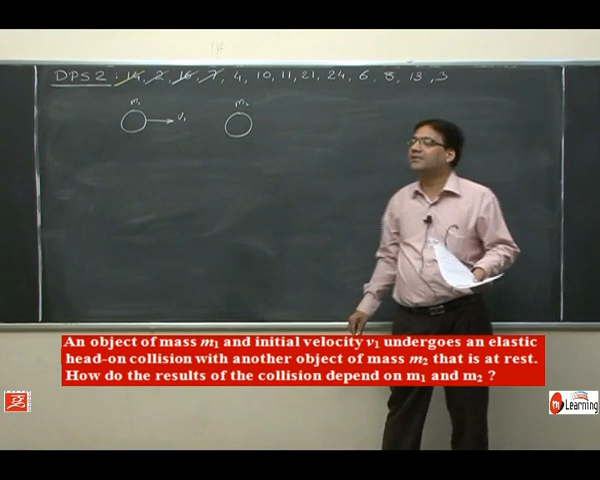 DPS2 : 14, 2, 16, 7, 4, 10, 11, 21, 24, 6, 8, 13, 3
m₁ m₂
v₁
An object of mass m₁ and initial velocity v₁ undergoes an elastic
head-on collision with another object of mass m₂ that is at rest.
How do the results of the collision depend on m₁ and m₂ ?
Learning